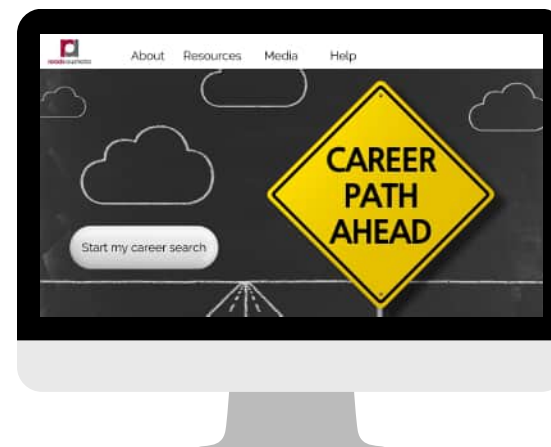 About Resources Media Help
CAREER
PATH
AHEAD
Start my career search